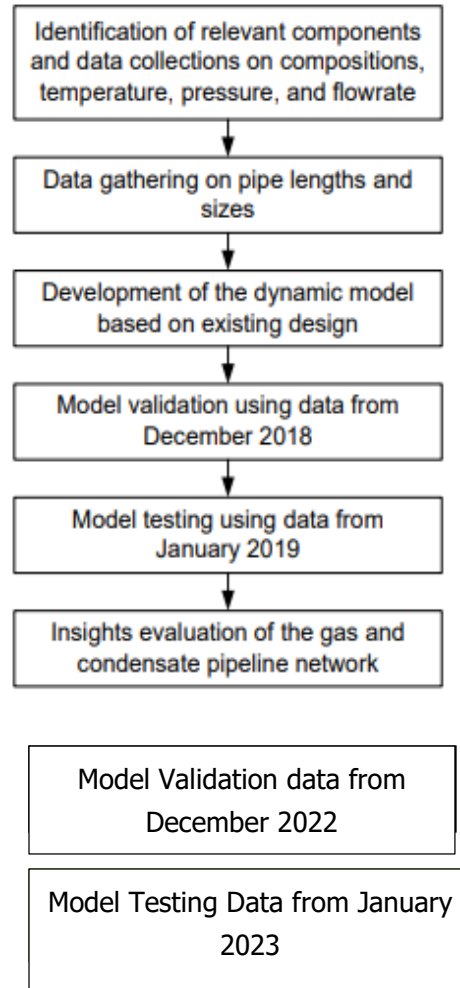 Identification of relevant components
and data collections on compositions,
temperature, pressure, and flowrate
Data gathering on pipe lengths and
sizes
Development of the dynamic model
based on existing design
Model validation using data from
December 2018
Model testing using data from
January 2019
Insights evaluation of the gas and
condensate pipeline network
Model Validation data from
December 2022
Model Testing Data from January
2023